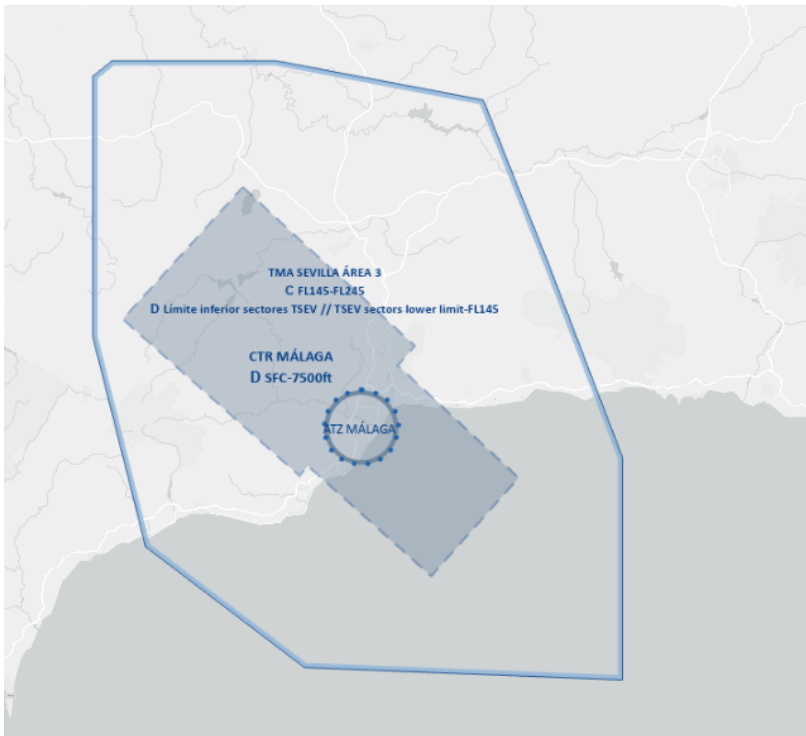 TMA SEVILLA ÁREA 3
C FL145-FL245
D Límite inferior sectores TSEV // TSEV sectors lower limit-FL145
CTR MÁLAGA
D SFC-7500ft
ATZ MÁLAGA